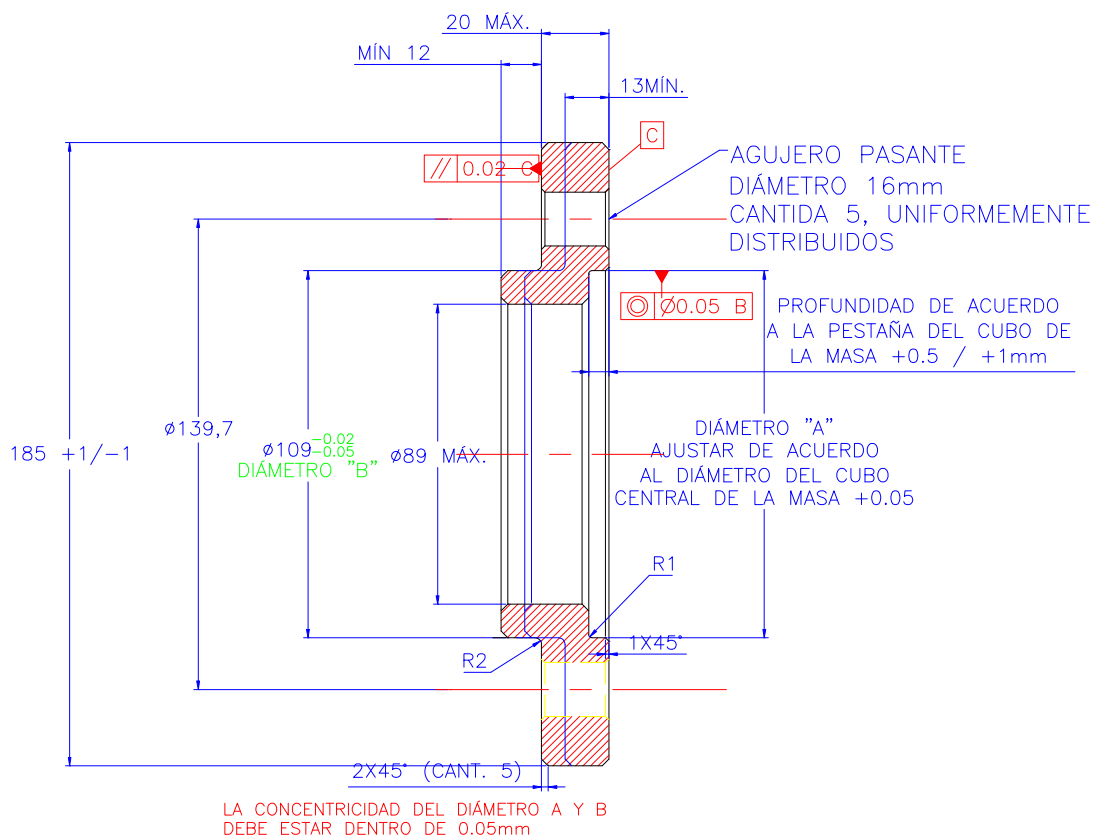 20 MÁX.
MÍN 12
13MÍN.
C
// 0.02 C
AGUJERO PASANTE
DIÁMETRO 16mm
CANTIDA 5, UNIFORMEMENTE
DISTRIBUIDOS
◎ Ø0.05 B
PROFUNDIDAD DE ACUERDO
A LA PESTAÑA DEL CUBO DE
LA MASA +0.5 / +1mm
185 +1/-1
Ø139,7
Ø109 -0.02
-0.05
DIÁMETRO "B"
Ø89 MÁX.
DIÁMETRO "A"
AJUSTAR DE ACUERDO
AL DIÁMETRO DEL CUBO
CENTRAL DE LA MASA +0.05
R1
R2
1X45°
2X45° (CANT. 5)
LA CONCENTRICIDAD DEL DIÁMETRO A Y B
DEBE ESTAR DENTRO DE 0.05mm